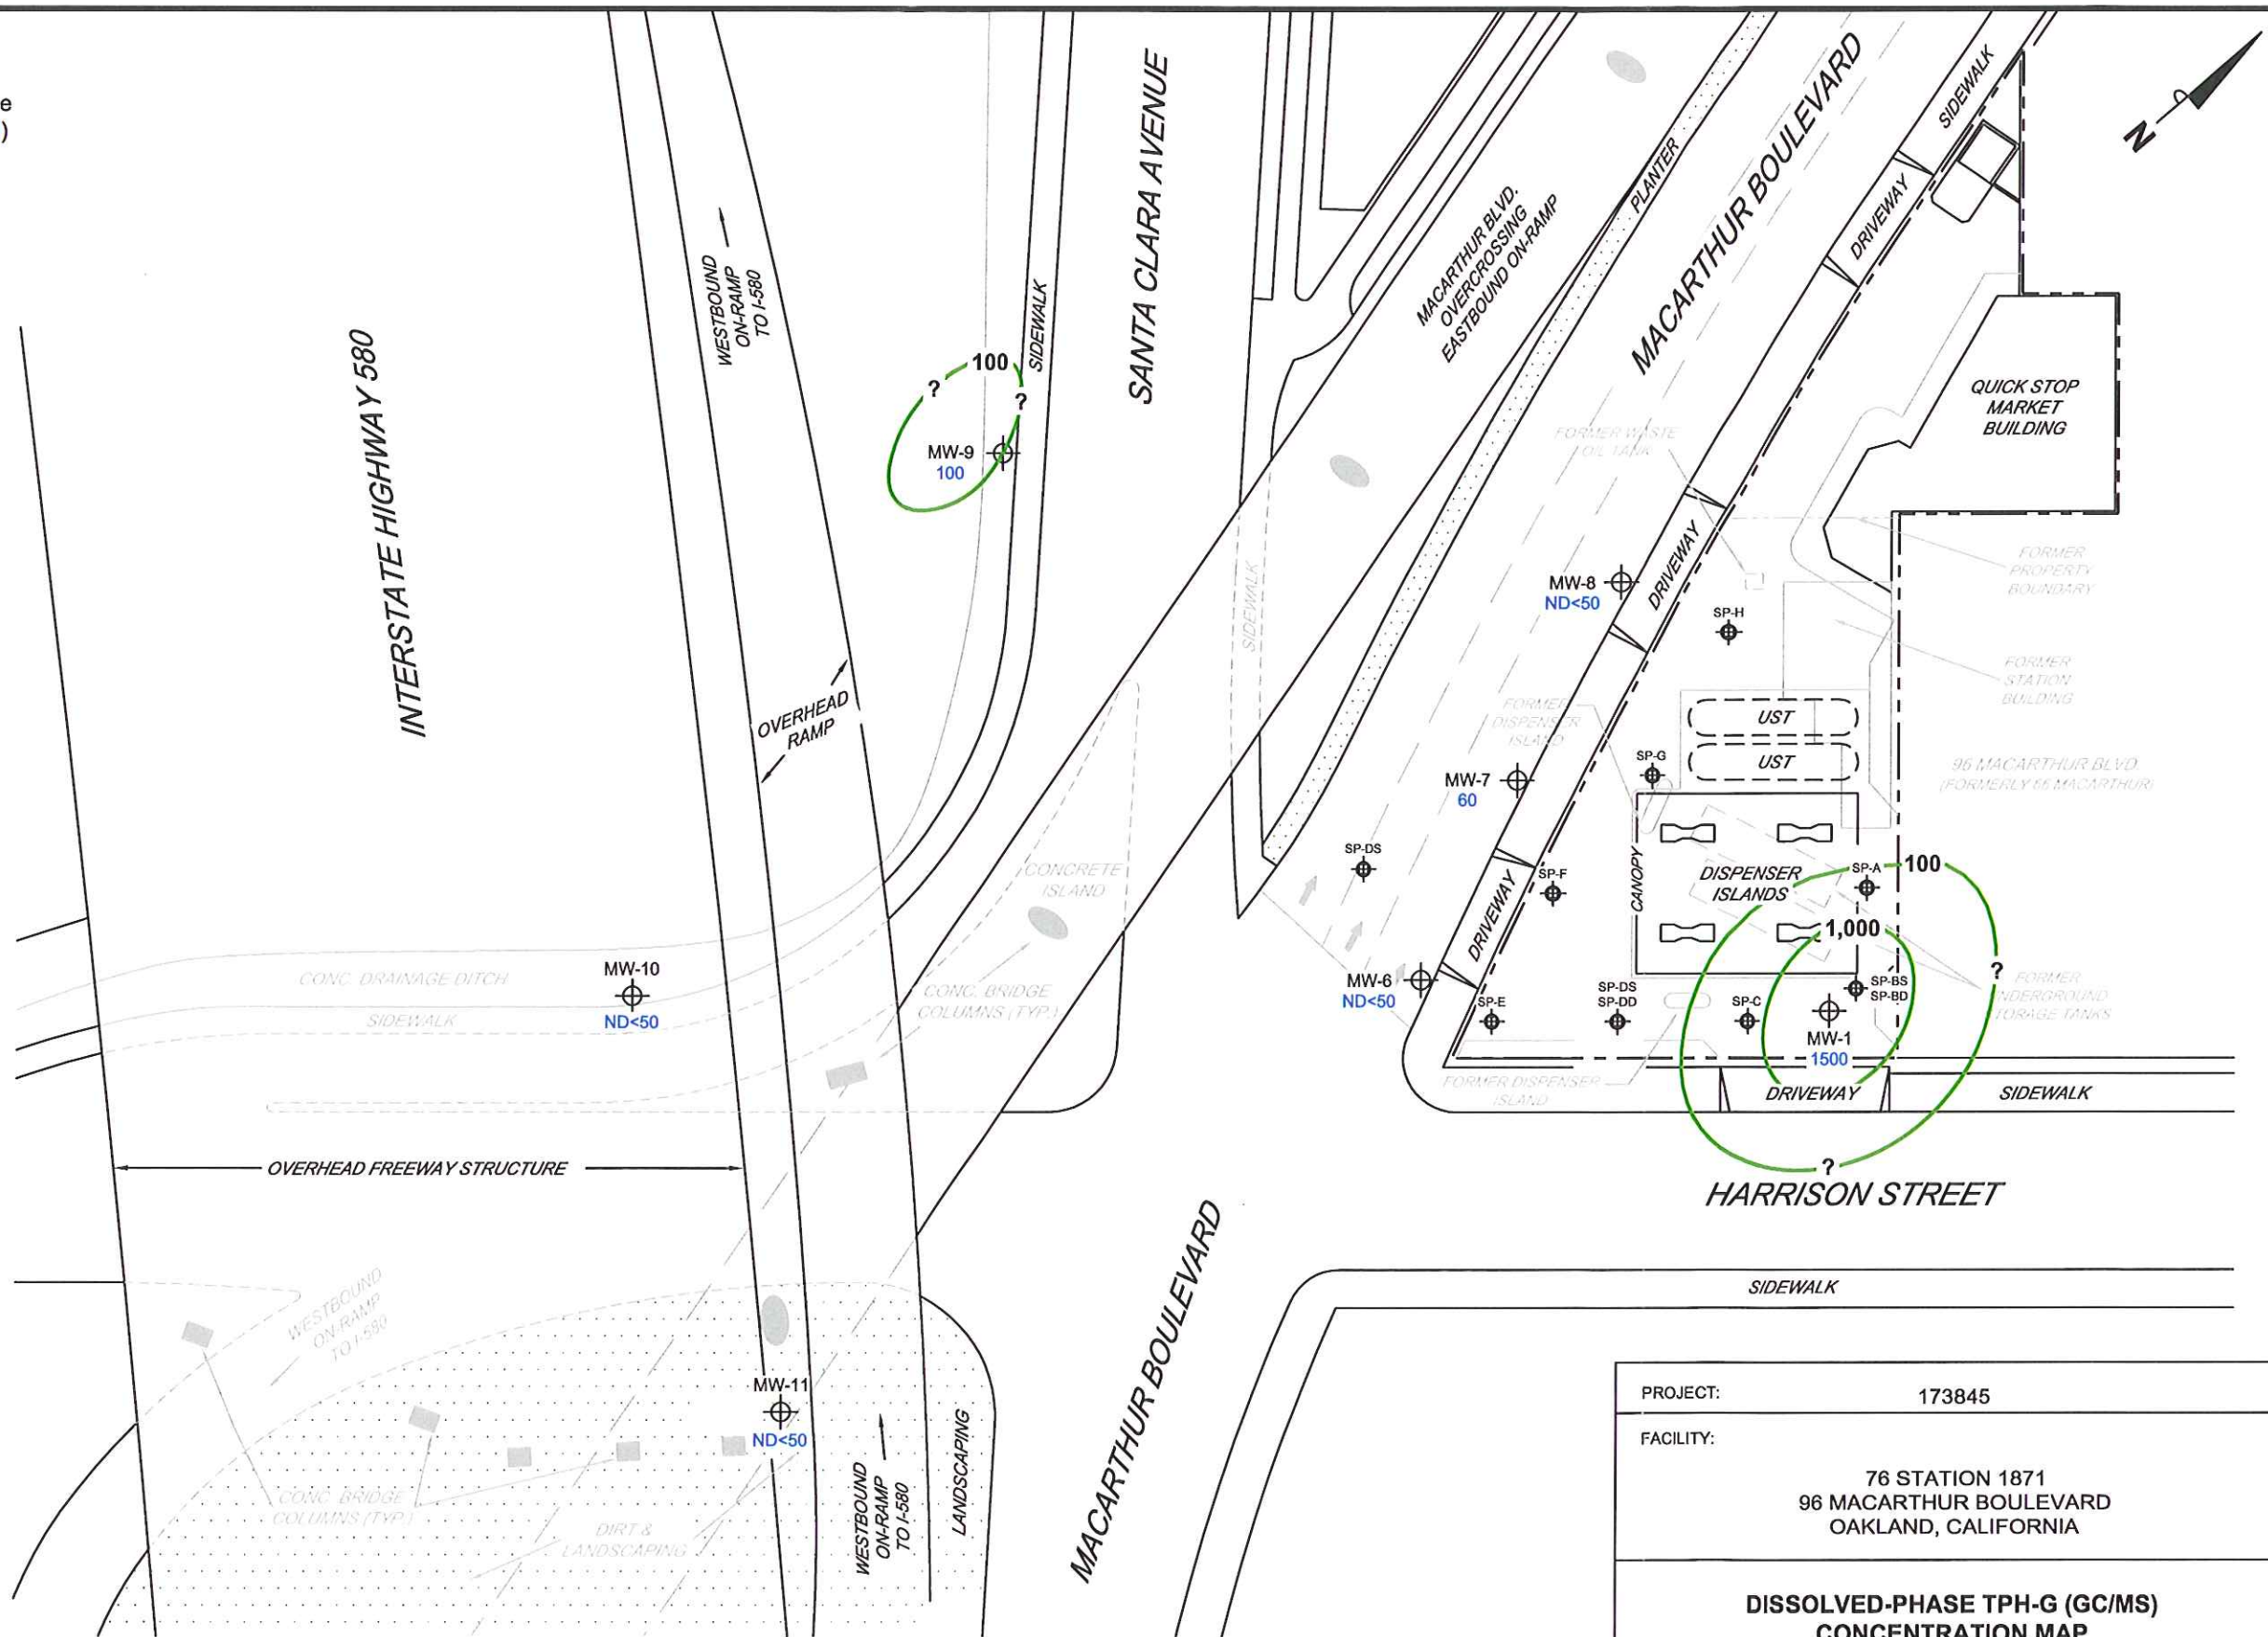 e
)
N
WESTBOUND
ON-RAMP
TO I-580
INTERSTATE HIGHWAY 580
100
?
?
SIDEWALK
MW-9
100
SANTA CLARA AVENUE
MACARTHUR BLVD.
OVERCROSSING
EASTBOUND ON-RAMP
PLANTER
MACARTHUR BOULEVARD
SIDEWALK
DRIVEWAY
QUICK STOP
MARKET
BUILDING
FORMER WASTE
OIL TANK
SIDEWALK
DRIVEWAY
MW-8
ND<50
SP-H
FORMER
PROPERTY
BOUNDARY
FORMER
STATION
BUILDING
OVERHEAD
RAMP
FORMER
DISPENSER
ISLAND
UST
UST
SP-G
MW-7
60
96 MACARTHUR BLVD.
(FORMERLY 66 MACARTHUR)
SP-DS
SP-F
DRIVEWAY
CANOPY
DISPENSER
ISLANDS
SP-A
100
1,000
CONCRETE
ISLAND
CONC. DRAINAGE DITCH
SIDEWALK
MW-10
ND<50
CONC. BRIDGE
COLUMNS (TYP.)
MW-6
ND<50
SP-E
SP-DS
SP-DD
SP-C
SP-BS
SP-BD
?
FORMER
UNDERGROUND
STORAGE TANKS
MW-1
1500
FORMER DISPENSER
ISLAND
DRIVEWAY
SIDEWALK
OVERHEAD FREEWAY STRUCTURE
?
HARRISON STREET
MACARTHUR BOULEVARD
SIDEWALK
WESTBOUND
ON-RAMP
TO I-580
MW-11
ND<50
CONC. BRIDGE
COLUMNS (TYP.)
DIRT &
LANDSCAPING
WESTBOUND
ON-RAMP
TO I-580
LANDSCAPING
PROJECT: 173845
FACILITY:
76 STATION 1871
96 MACARTHUR BOULEVARD
OAKLAND, CALIFORNIA
DISSOLVED-PHASE TPH-G (GC/MS)
CONCENTRATION MAP